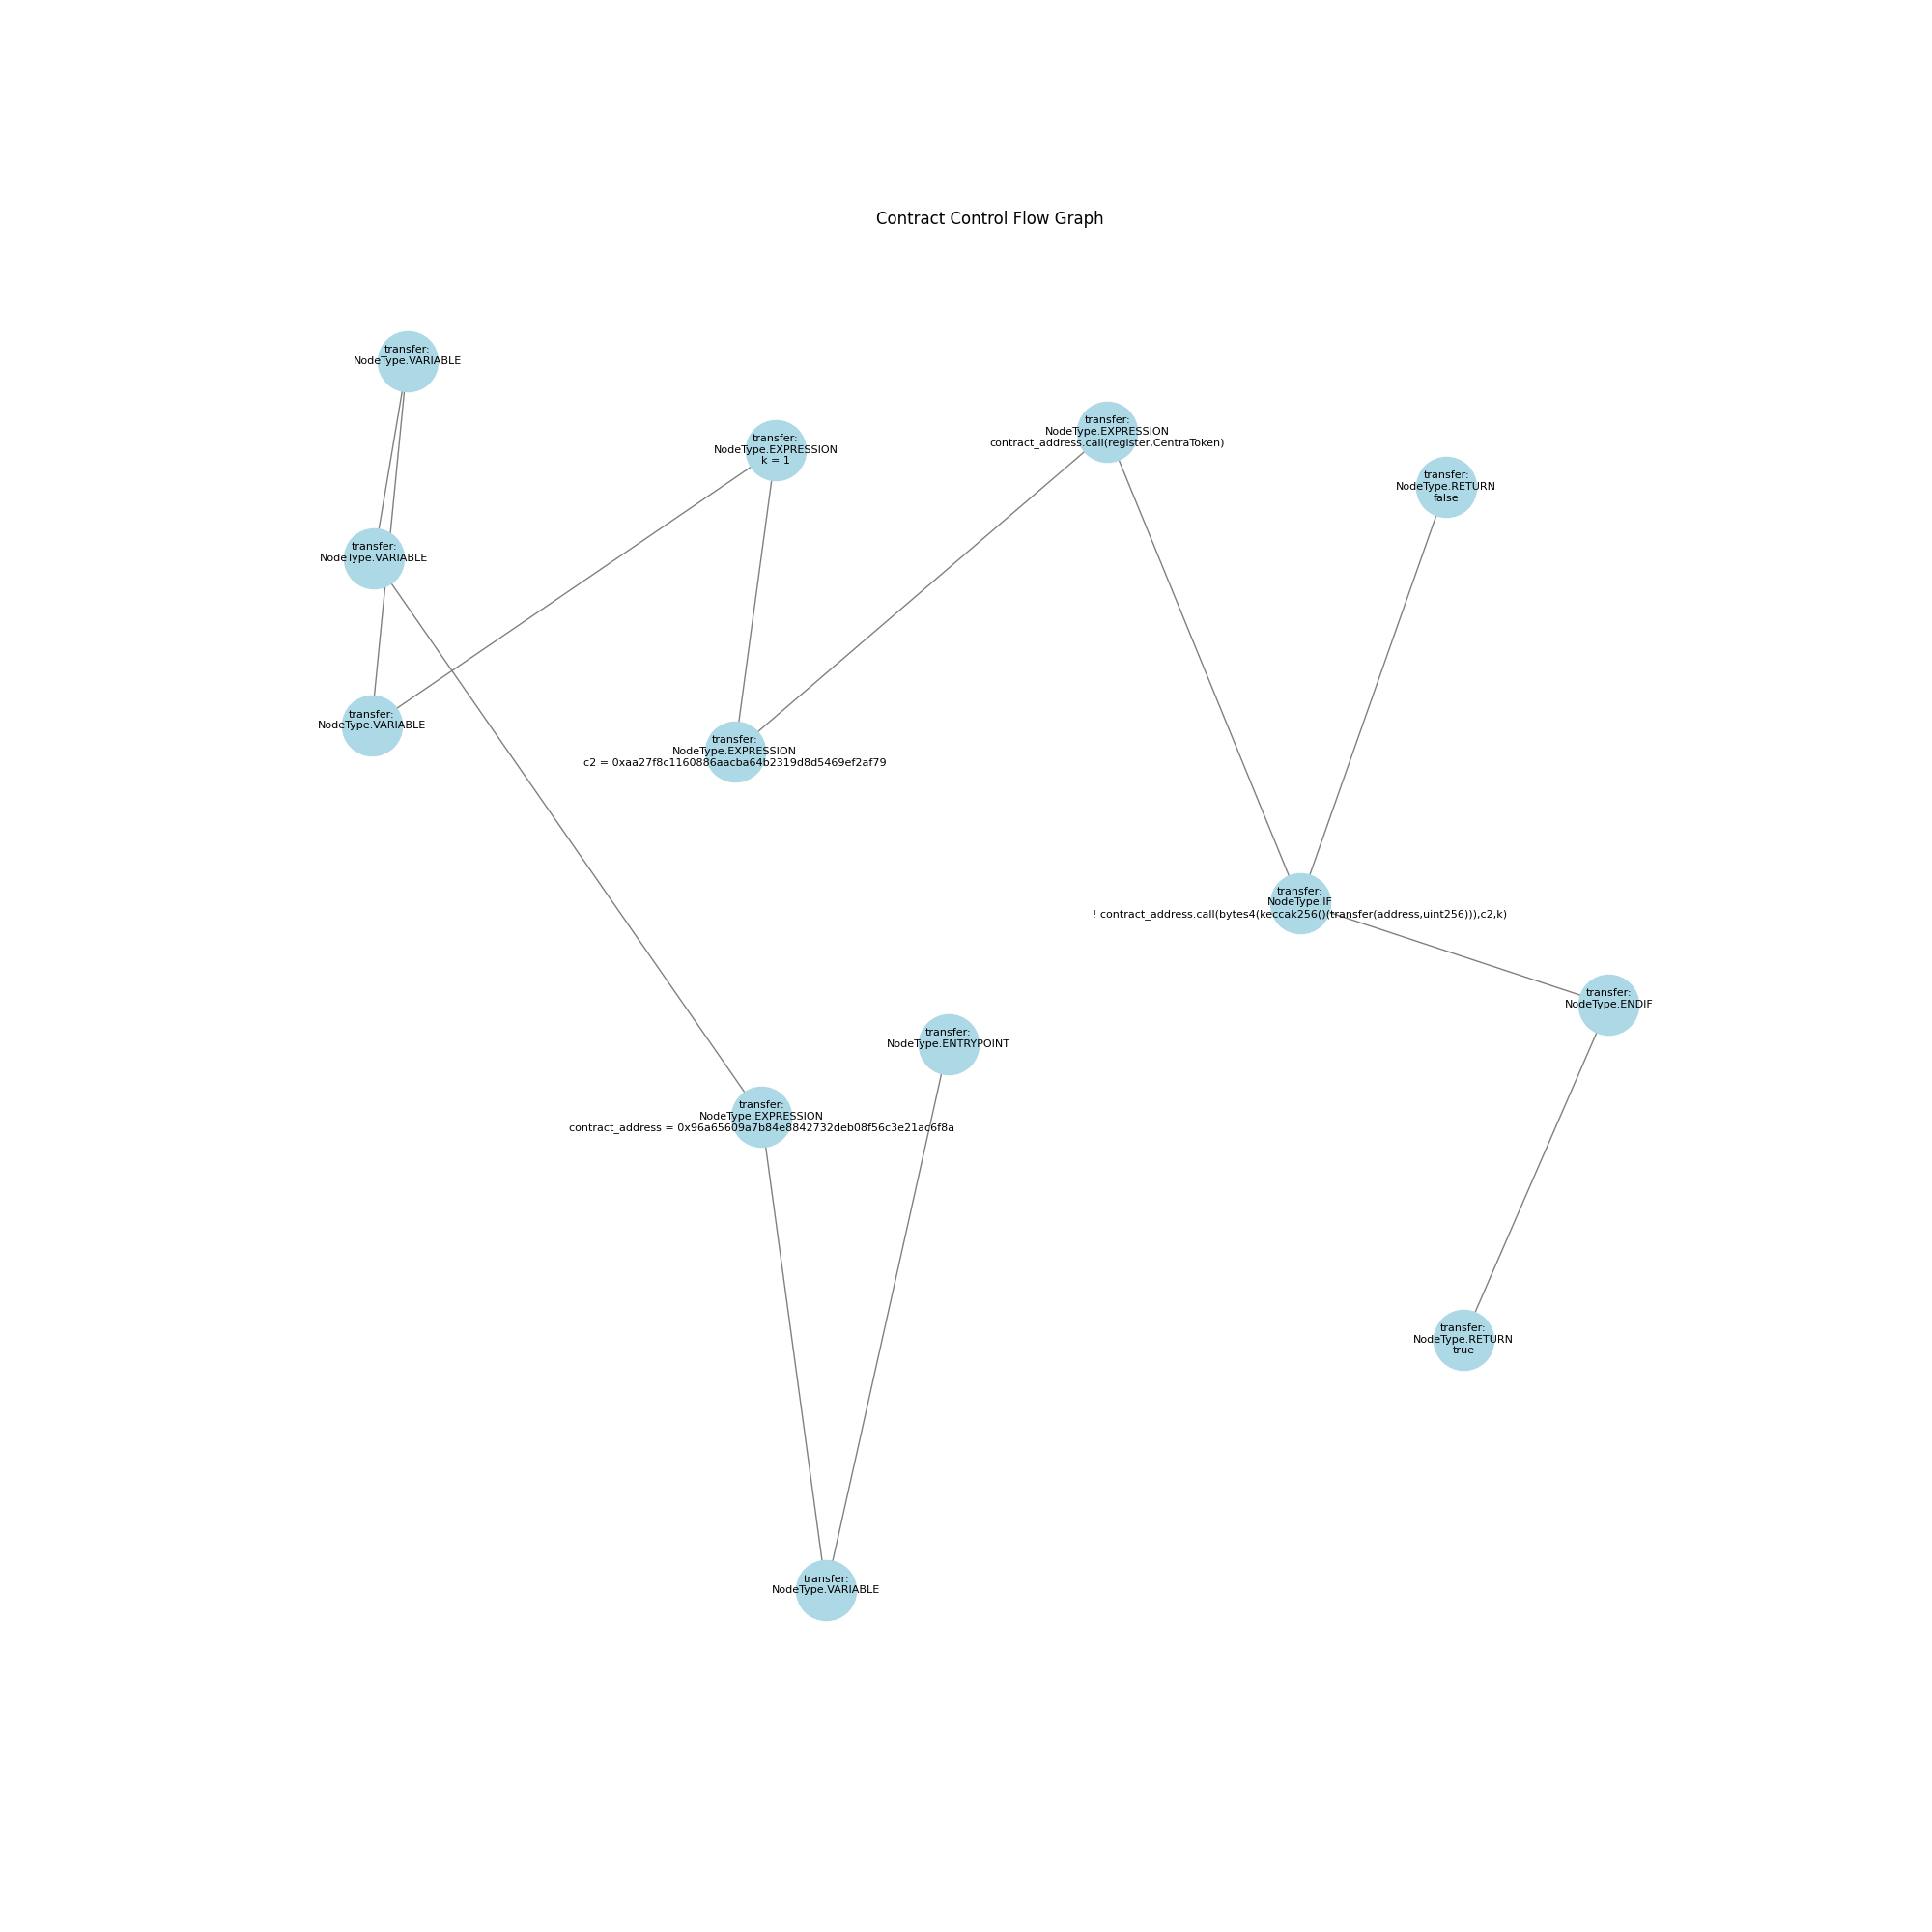 Contract Control Flow Graph
transfer:
NodeType.VARIABLE
transfer:
NodeType.EXPRESSION
contract_address.call(register,CentraToken)
transfer:
NodeType.EXPRESSION
k = 1
transfer:
NodeType.RETURN
false
transfer:
NodeType.VARIABLE
transfer:
NodeType.VARIABLE
transfer:
NodeType.EXPRESSION
c2 = 0xaa27f8c1160886aacba64b2319d8d5469ef2af79
transfer:
NodeType.IF
! contract_address.call(bytes4(keccak256()(transfer(address,uint256))),c2,k)
transfer:
NodeType.ENDIF
transfer:
NodeType.ENTRYPOINT
transfer:
NodeType.EXPRESSION
contract_address = 0x96a65609a7b84e8842732deb08f56c3e21ac6f8a
transfer:
NodeType.RETURN
true
transfer:
NodeType.VARIABLE